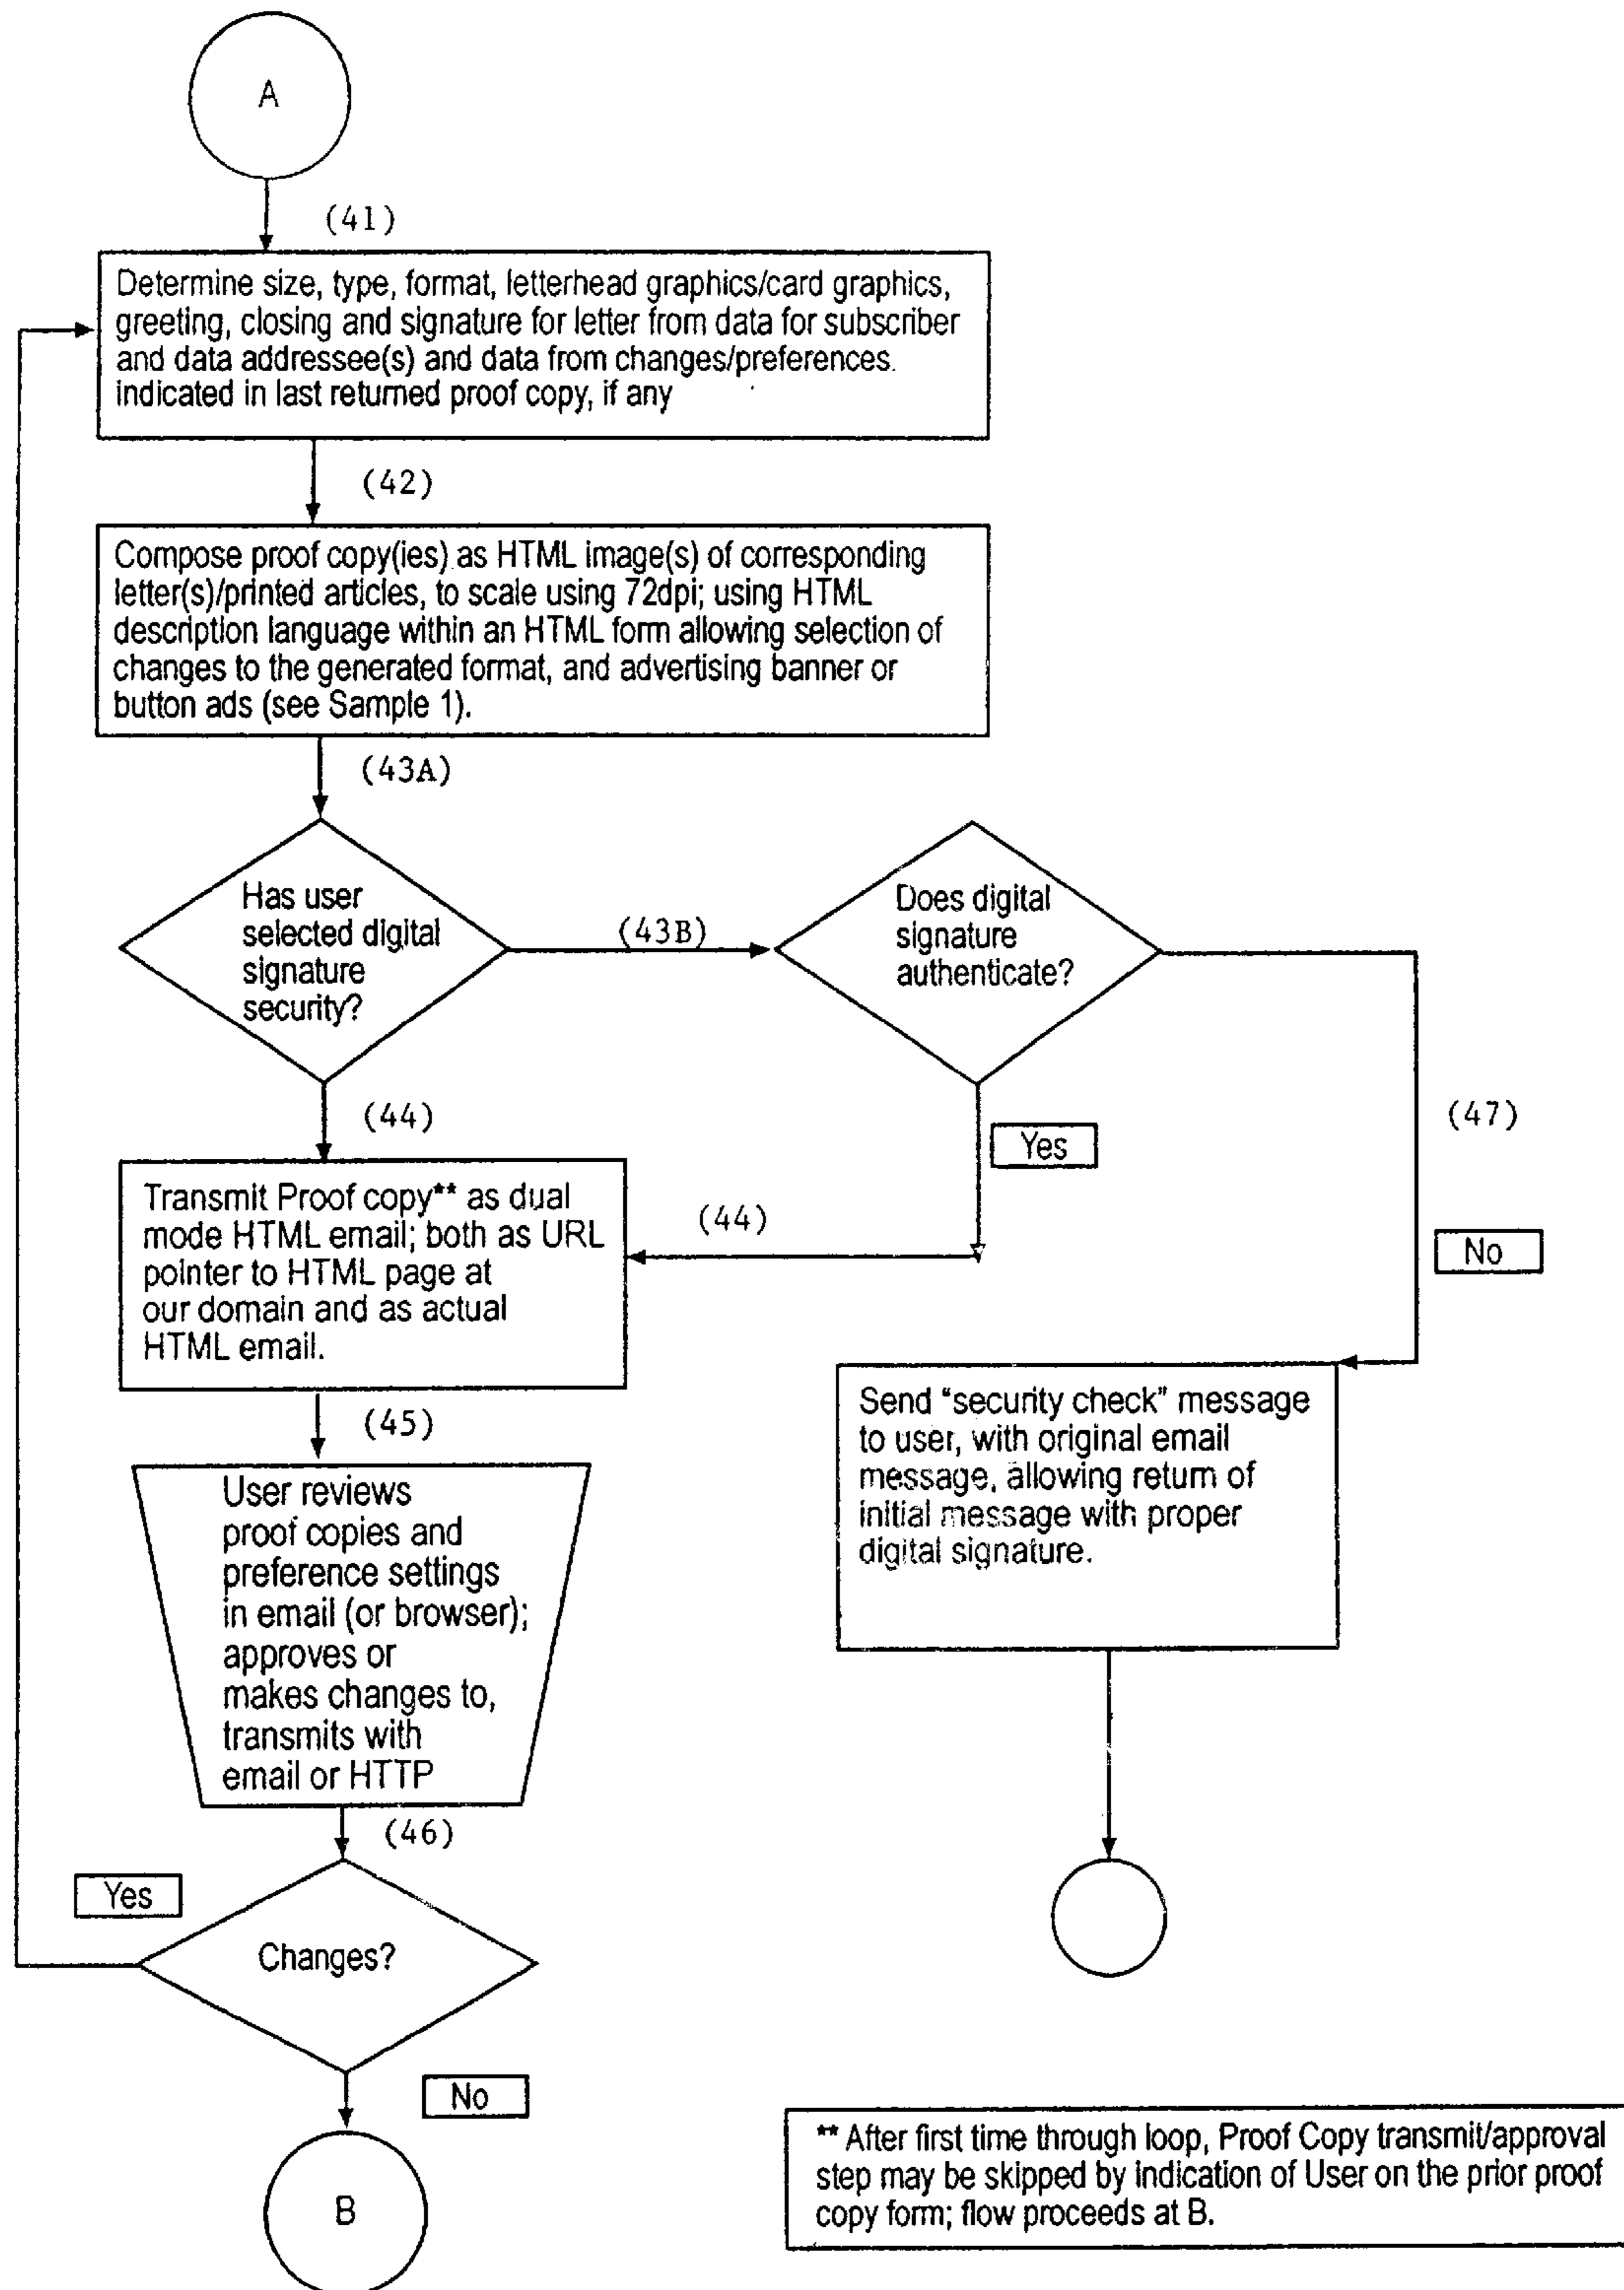 A
(41)
Determine size, type, format, letterhead graphics/card graphics,
greeting, closing and signature for letter from data for subscriber
and data addressee(s) and data from changes/preferences.
indicated in last returned proof copy, if any
(42)
Compose proof copy(ies) as HTML image(s) of corresponding
letter(s)/printed articles, to scale using 72dpi; using HTML
description language within an HTML form allowing selection of
changes to the generated format, and advertising banner or
button ads (see Sample 1).
(43A)
Has user
selected digital
signature
security?
(43B)
Does digital
signature
authenticate?
(44)
Yes
(47)
No
Transmit Proof copy** as dual
mode HTML email; both as URL
pointer to HTML page at
our domain and as actual
HTML email.
(44)
(45)
Send "security check" message
to user, with original email
message, allowing return of
initial message with proper
digital signature.
User reviews
proof copies and
preference settings
in email (or browser);
approves or
makes changes to,
transmits with
email or HTTP
(46)
Yes
Changes?
No
B
** After first time through loop, Proof Copy transmit/approval
step may be skipped by indication of User on the prior proof
copy form; flow proceeds at B.